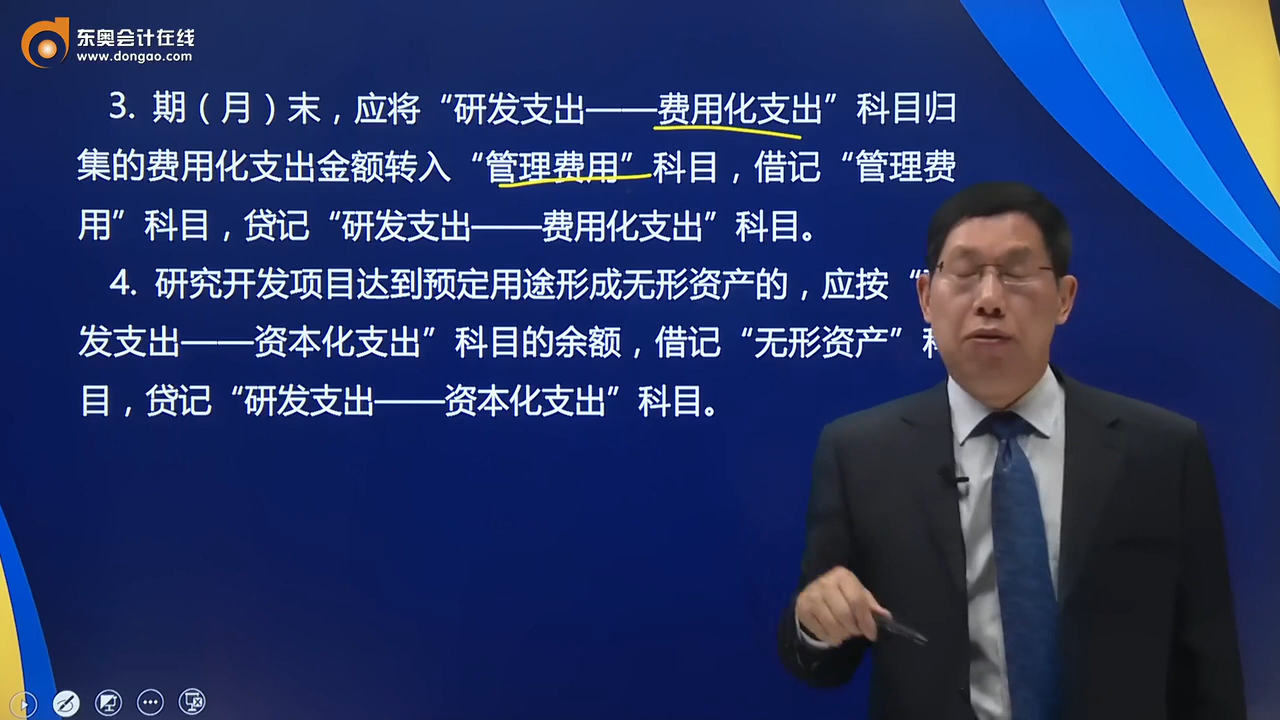 东奥会计在线
www.dongao.com
3. 期（月）末，应将“研发支出——费用化支出”科目归
集的费用化支出金额转入“管理费用”科目，借记“管理费
用”科目，贷记“研发支出——费用化支出”科目。
4. 研究开发项目达到预定用途形成无形资产的，应按“
发支出——资本化支出”科目的余额，借记“无形资产”科
目，贷记“研发支出——资本化支出”科目。